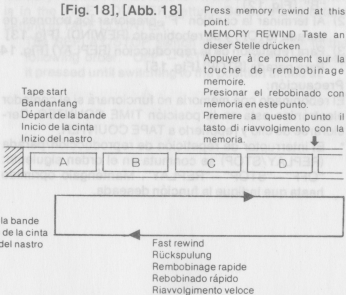 [Fig. 18], [Abb. 18]
Press memory rewind at this
point.
MEMORY REWIND Taste an
dieser Stelle drücken
Appuyer à ce moment sur la
touche de rembobinage
memoire.
Presionar el rebobinado con
memoria en este punto.
Premere a questo punto il
tasto di riavvolgimento con la
memoria.
Tape start
Bandanfang
Départ de la bande
Inicio de la cinta
Inizio del nastro
A B C D
la bande
de la cinta
del nastro
Fast rewind
Rückspulung
Rembobinage rapide
Rebobinado rápido
Riavvolgimento veloce